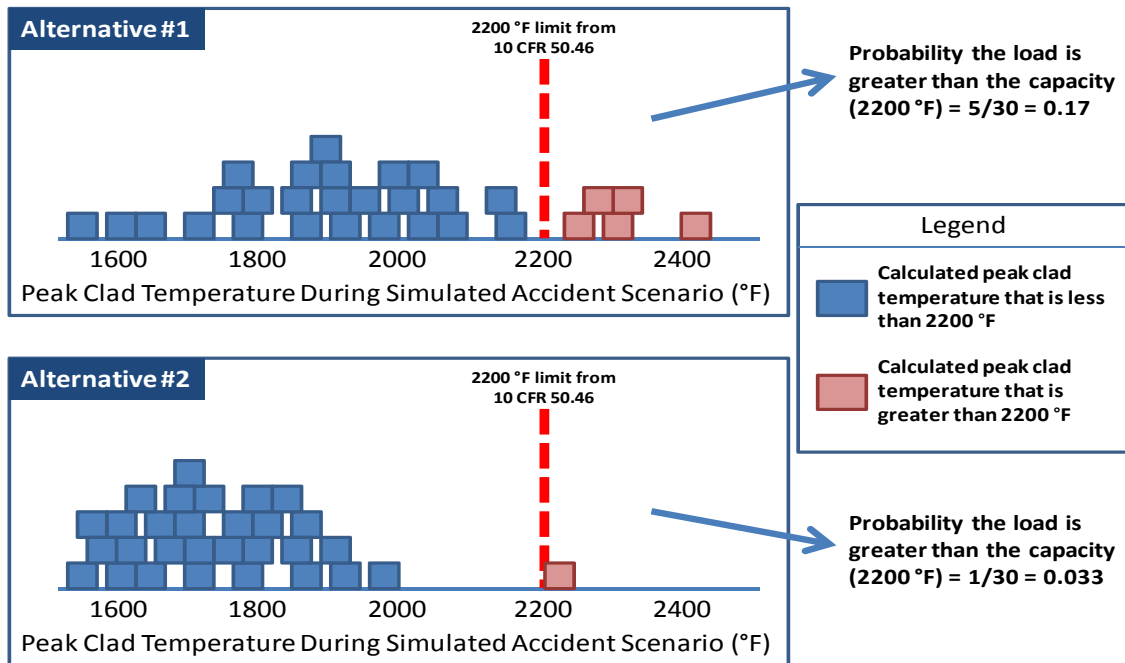 Alternative #1
2200 °F limit from
10 CFR 50.46
1600 1800 2000 2200 2400
Peak Clad Temperature During Simulated Accident Scenario (°F)
Probability the load is
greater than the capacity
(2200 °F) = 5/30 = 0.17
Legend
Calculated peak clad
temperature that is less
than 2200 °F
Calculated peak clad
temperature that is
greater than 2200 °F
Alternative #2
2200 °F limit from
10 CFR 50.46
1600 1800 2000 2200 2400
Peak Clad Temperature During Simulated Accident Scenario (°F)
Probability the load is
greater than the capacity
(2200 °F) = 1/30 = 0.033